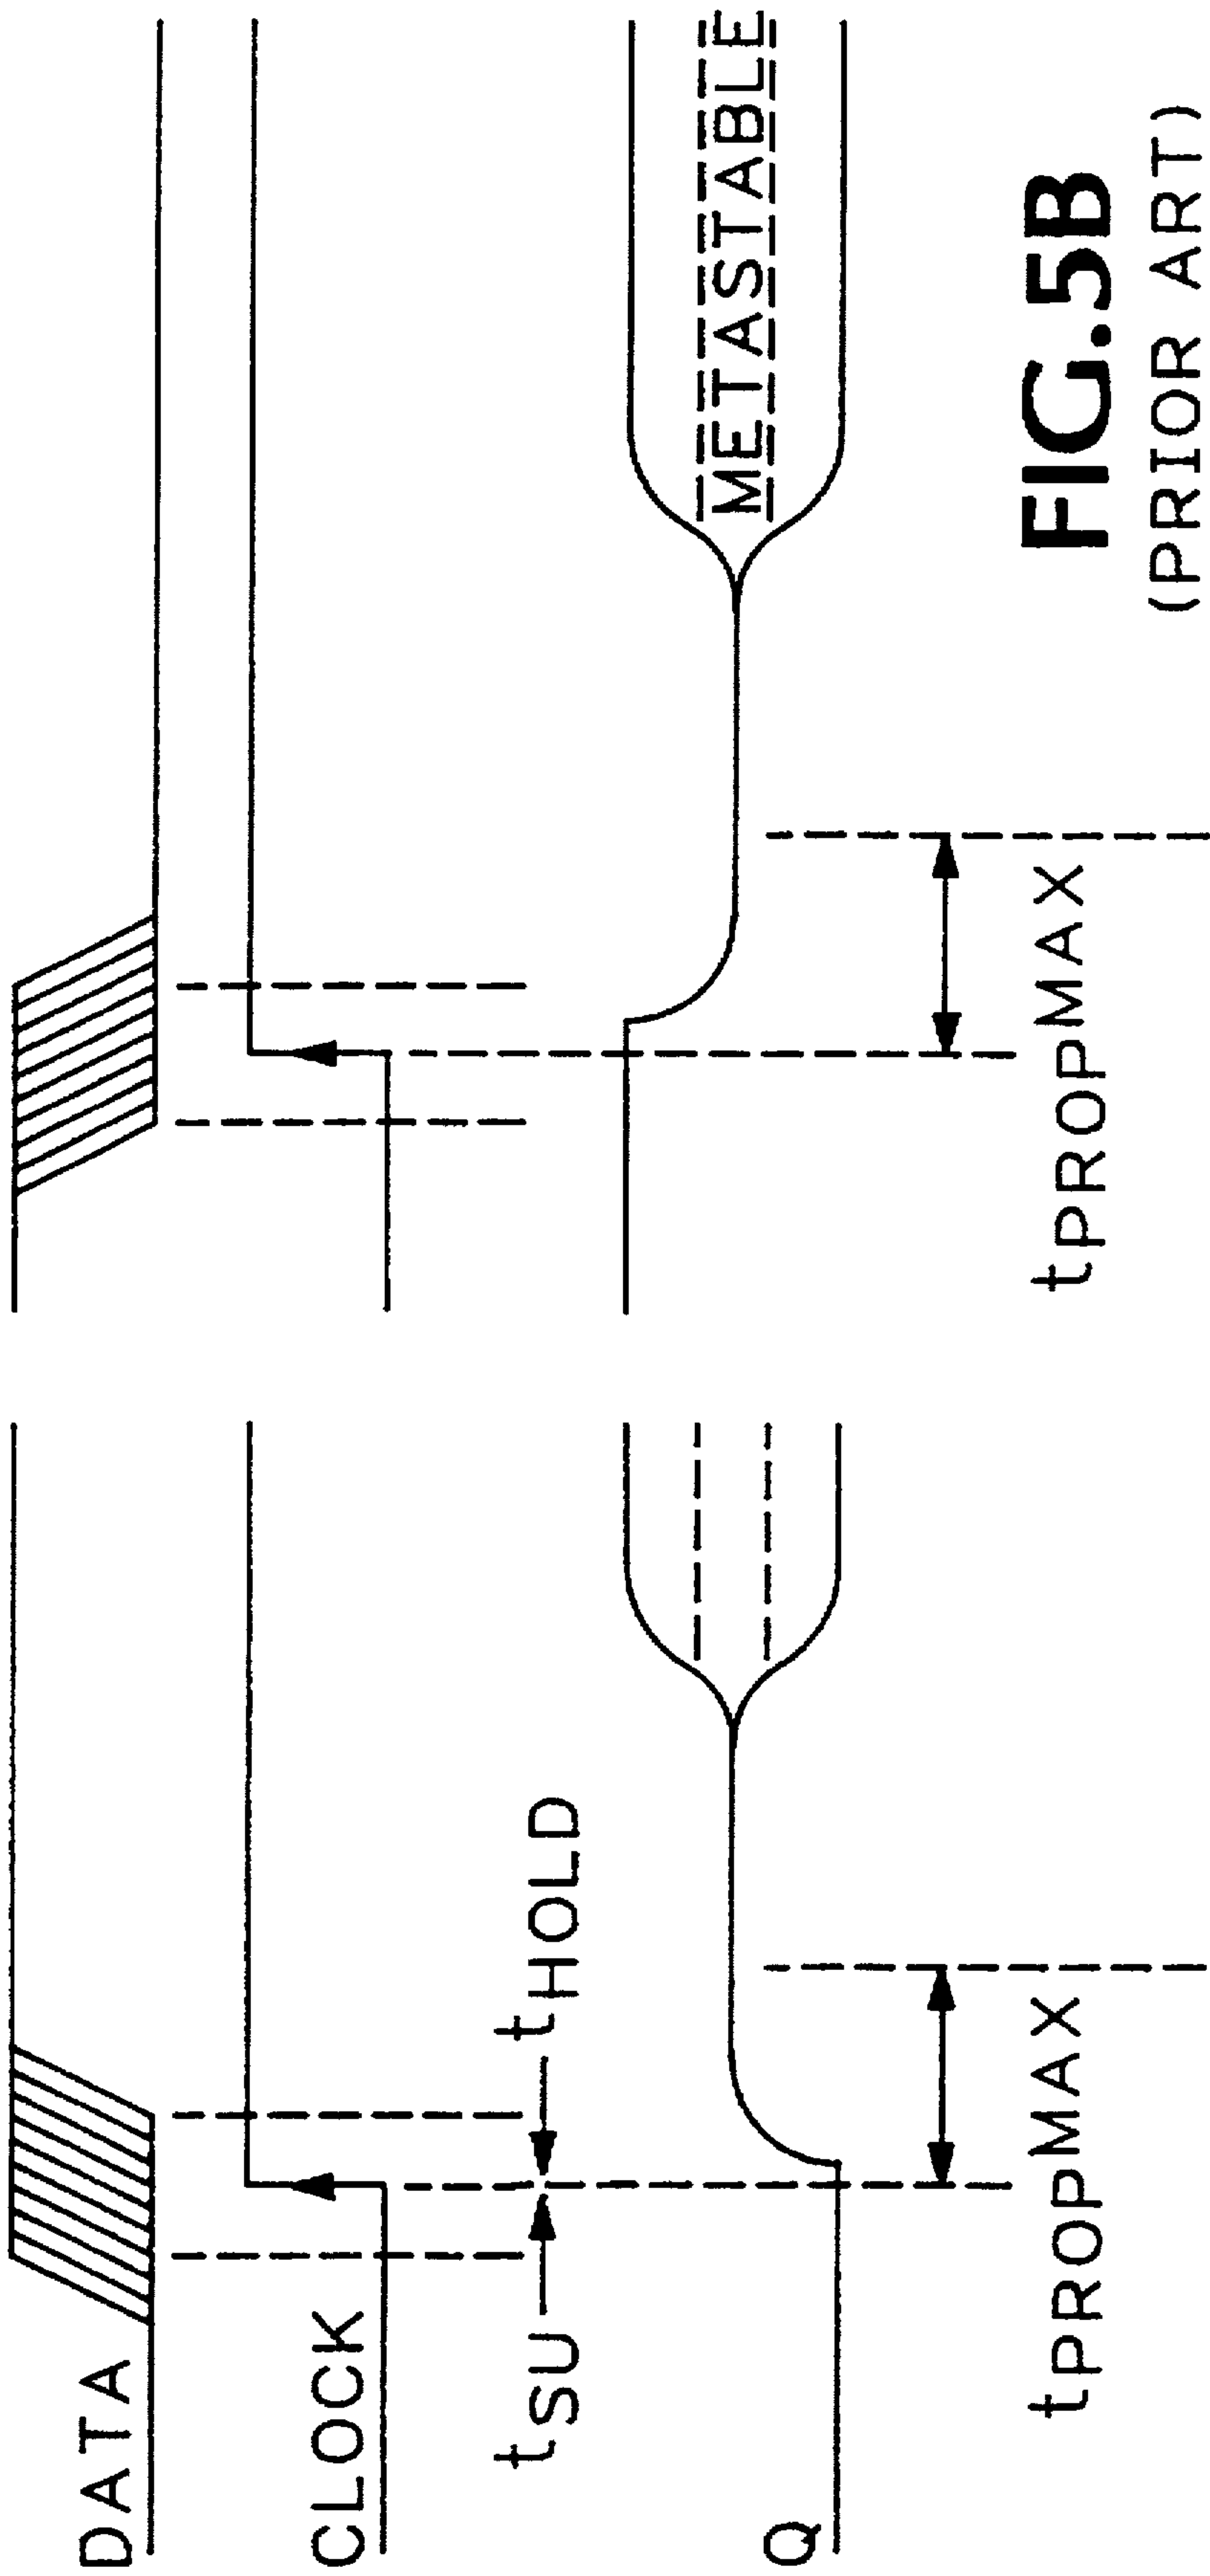 DATA
CLOCK
tSU
tHOLD
Q
METASTABLE
tPROPMAX
tPROPMAX
FIG.5B
(PRIOR ART)